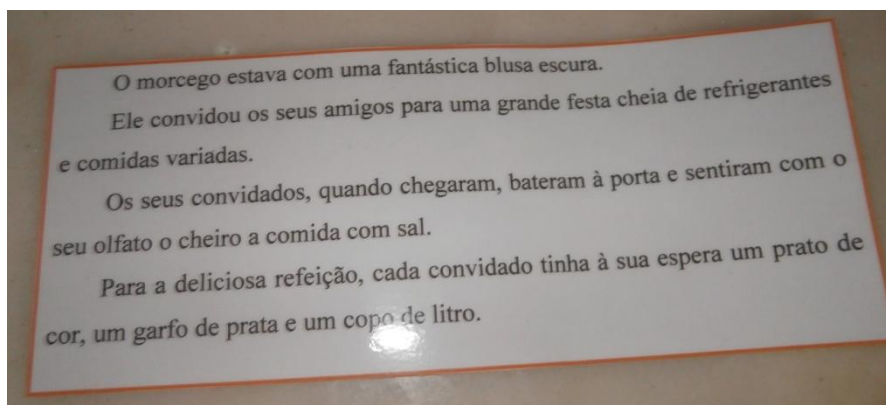 O morcego estava com uma fantástica blusa escura.
Ele convidou os seus amigos para uma grande festa cheia de refrigerantes
e comidas variadas.
Os seus convidados, quando chegaram, bateram à porta e sentiram com o
seu olfato o cheiro a comida com sal.
Para a deliciosa refeição, cada convidado tinha à sua espera um prato de
cor, um garfo de prata e um copo de litro.